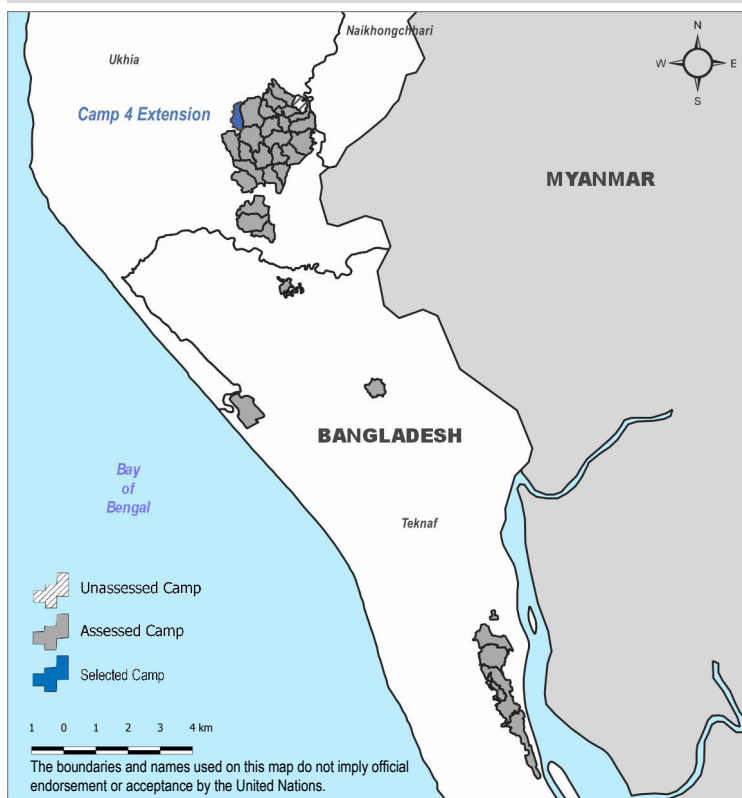 Naikhongchhari
Ukhia
N
W
E
S
Camp 4 Extension
MYANMAR
BANGLADESH
Bay
of
Bengal
Teknaf
Unassessed Camp
Assessed Camp
Selected Camp
1 0 1 2 3 4 km
The boundaries and names used on this map do not imply official
endorsement or acceptance by the United Nations.